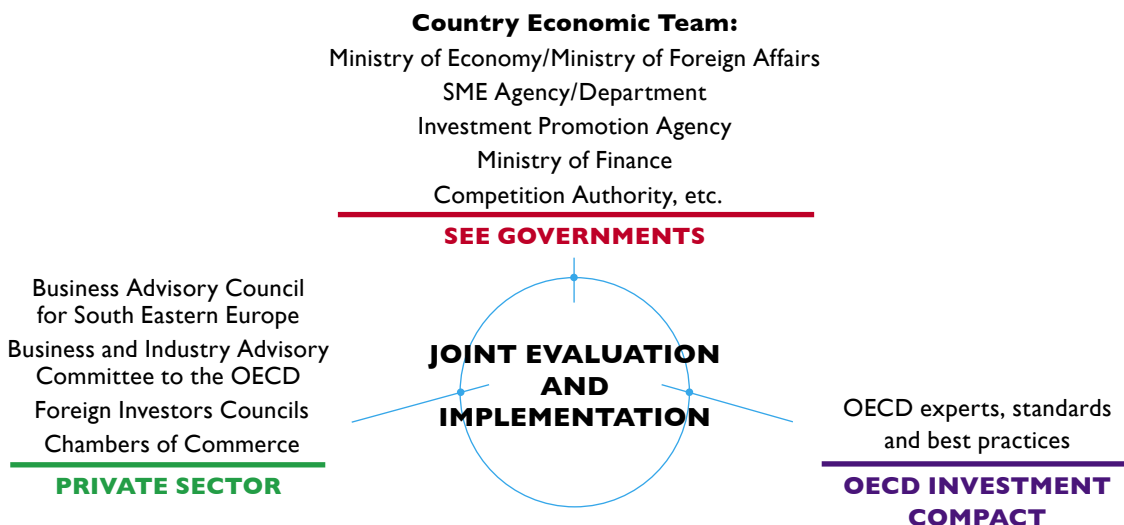 Country Economic Team:
Ministry of Economy/Ministry of Foreign Affairs
SME Agency/Department
Investment Promotion Agency
Ministry of Finance
Competition Authority, etc.
SEE GOVERNMENTS
Business Advisory Council
for South Eastern Europe
Business and Industry Advisory
Committee to the OECD
Foreign Investors Councils
Chambers of Commerce
PRIVATE SECTOR
JOINT EVALUATION
AND
IMPLEMENTATION
OECD experts, standards
and best practices
OECD INVESTMENT
COMPACT